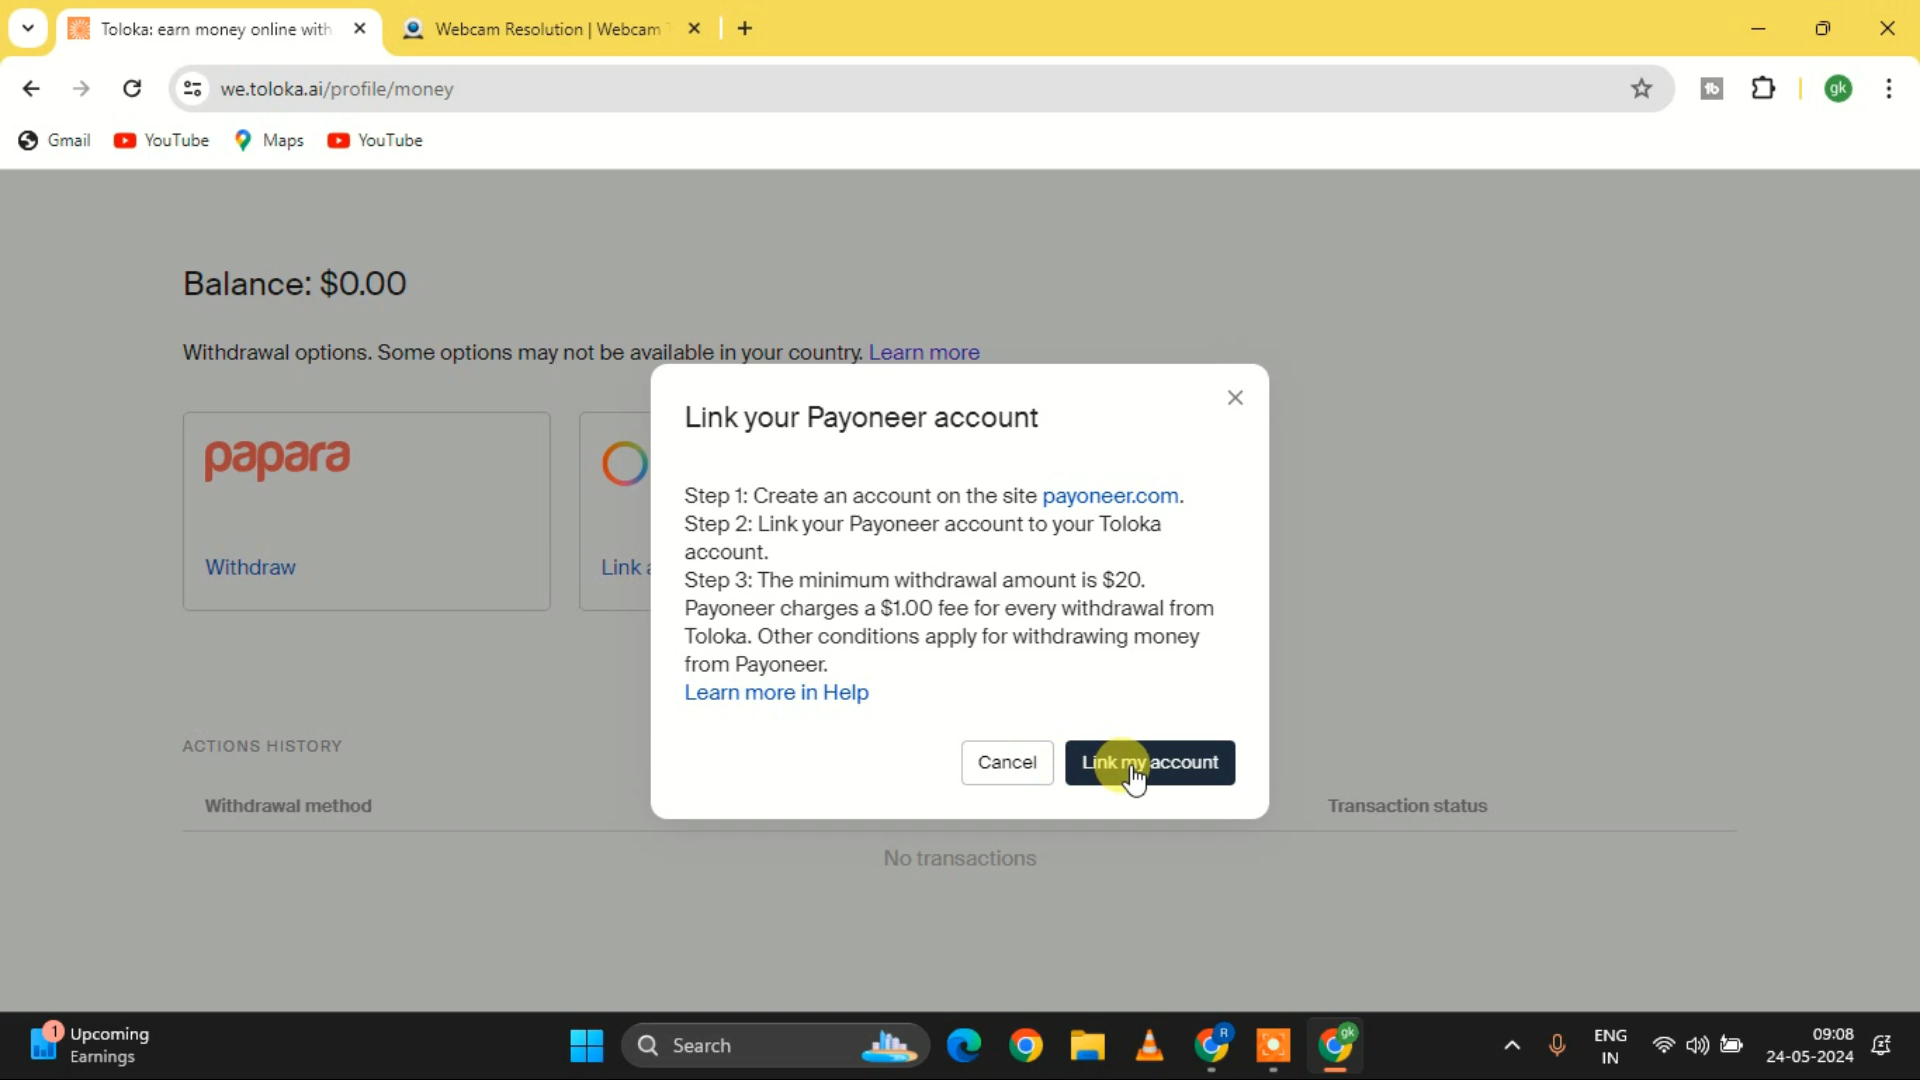 Toloka: earn money online with
Webcam Resolution | Webcam
we.toloka.ai/profile/money
gk
Gmail
YouTube
Maps
YouTube
Balance: $0.00
Withdrawal options. Some options may not be available in your country. Learn more
papara
Withdraw
Link
Link your Payoneer account
Step 1: Create an account on the site payoneer.com.
Step 2: Link your Payoneer account to your Toloka
account.
Step 3: The minimum withdrawal amount is $20.
Payoneer charges a $1.00 fee for every withdrawal from
Toloka. Other conditions apply for withdrawing money
from Payoneer.
Learn more in Help
Cancel
Link my account
ACTIONS HISTORY
Withdrawal method
Transaction status
No transactions
1
Upcoming
Earnings
Search
R
gk
ENG
IN
09:08
24-05-2024